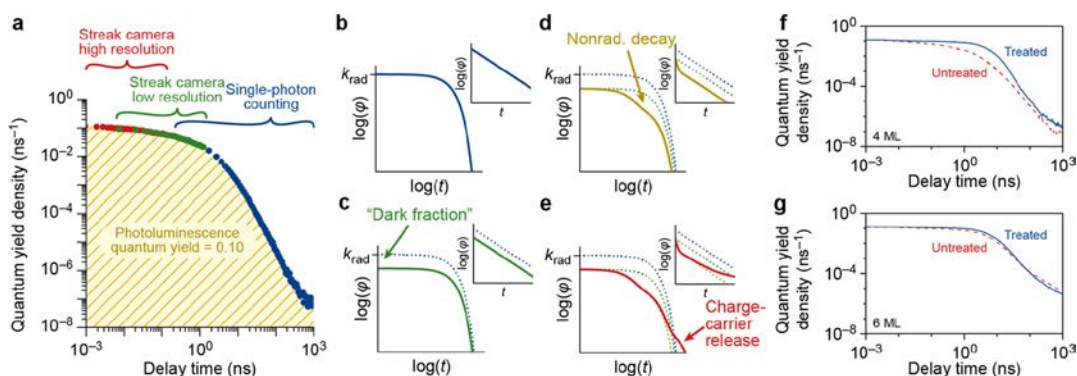 a
Streak camera
high resolution
Streak camera
low resolution
Single-photon
counting
Quantum yield density (ns⁻¹)
10⁰
10⁻²
10⁻⁴
10⁻⁶
10⁻⁸
Photoluminescence
quantum yield = 0.10
10⁻³ 10⁰ 10³
Delay time (ns)
b
k_rad
log(φ)
log(t)
log(φ)
t
c
"Dark fraction"
k_rad
log(φ)
log(t)
log(φ)
t
d
Nonrad. decay
k_rad
log(φ)
log(t)
log(φ)
t
e
k_rad
log(φ)
log(t)
log(φ)
t
Charge-
carrier
release
f
Quantum yield
density (ns⁻¹)
10⁻¹
10⁻⁴
10⁻⁸
Treated
Untreated
4 ML
10⁻³ 10⁰ 10³
Delay time (ns)
g
Quantum yield
density (ns⁻¹)
10⁻¹
10⁻⁴
10⁻⁸
Treated
Untreated
6 ML
10⁻³ 10⁰ 10³
Delay time (ns)